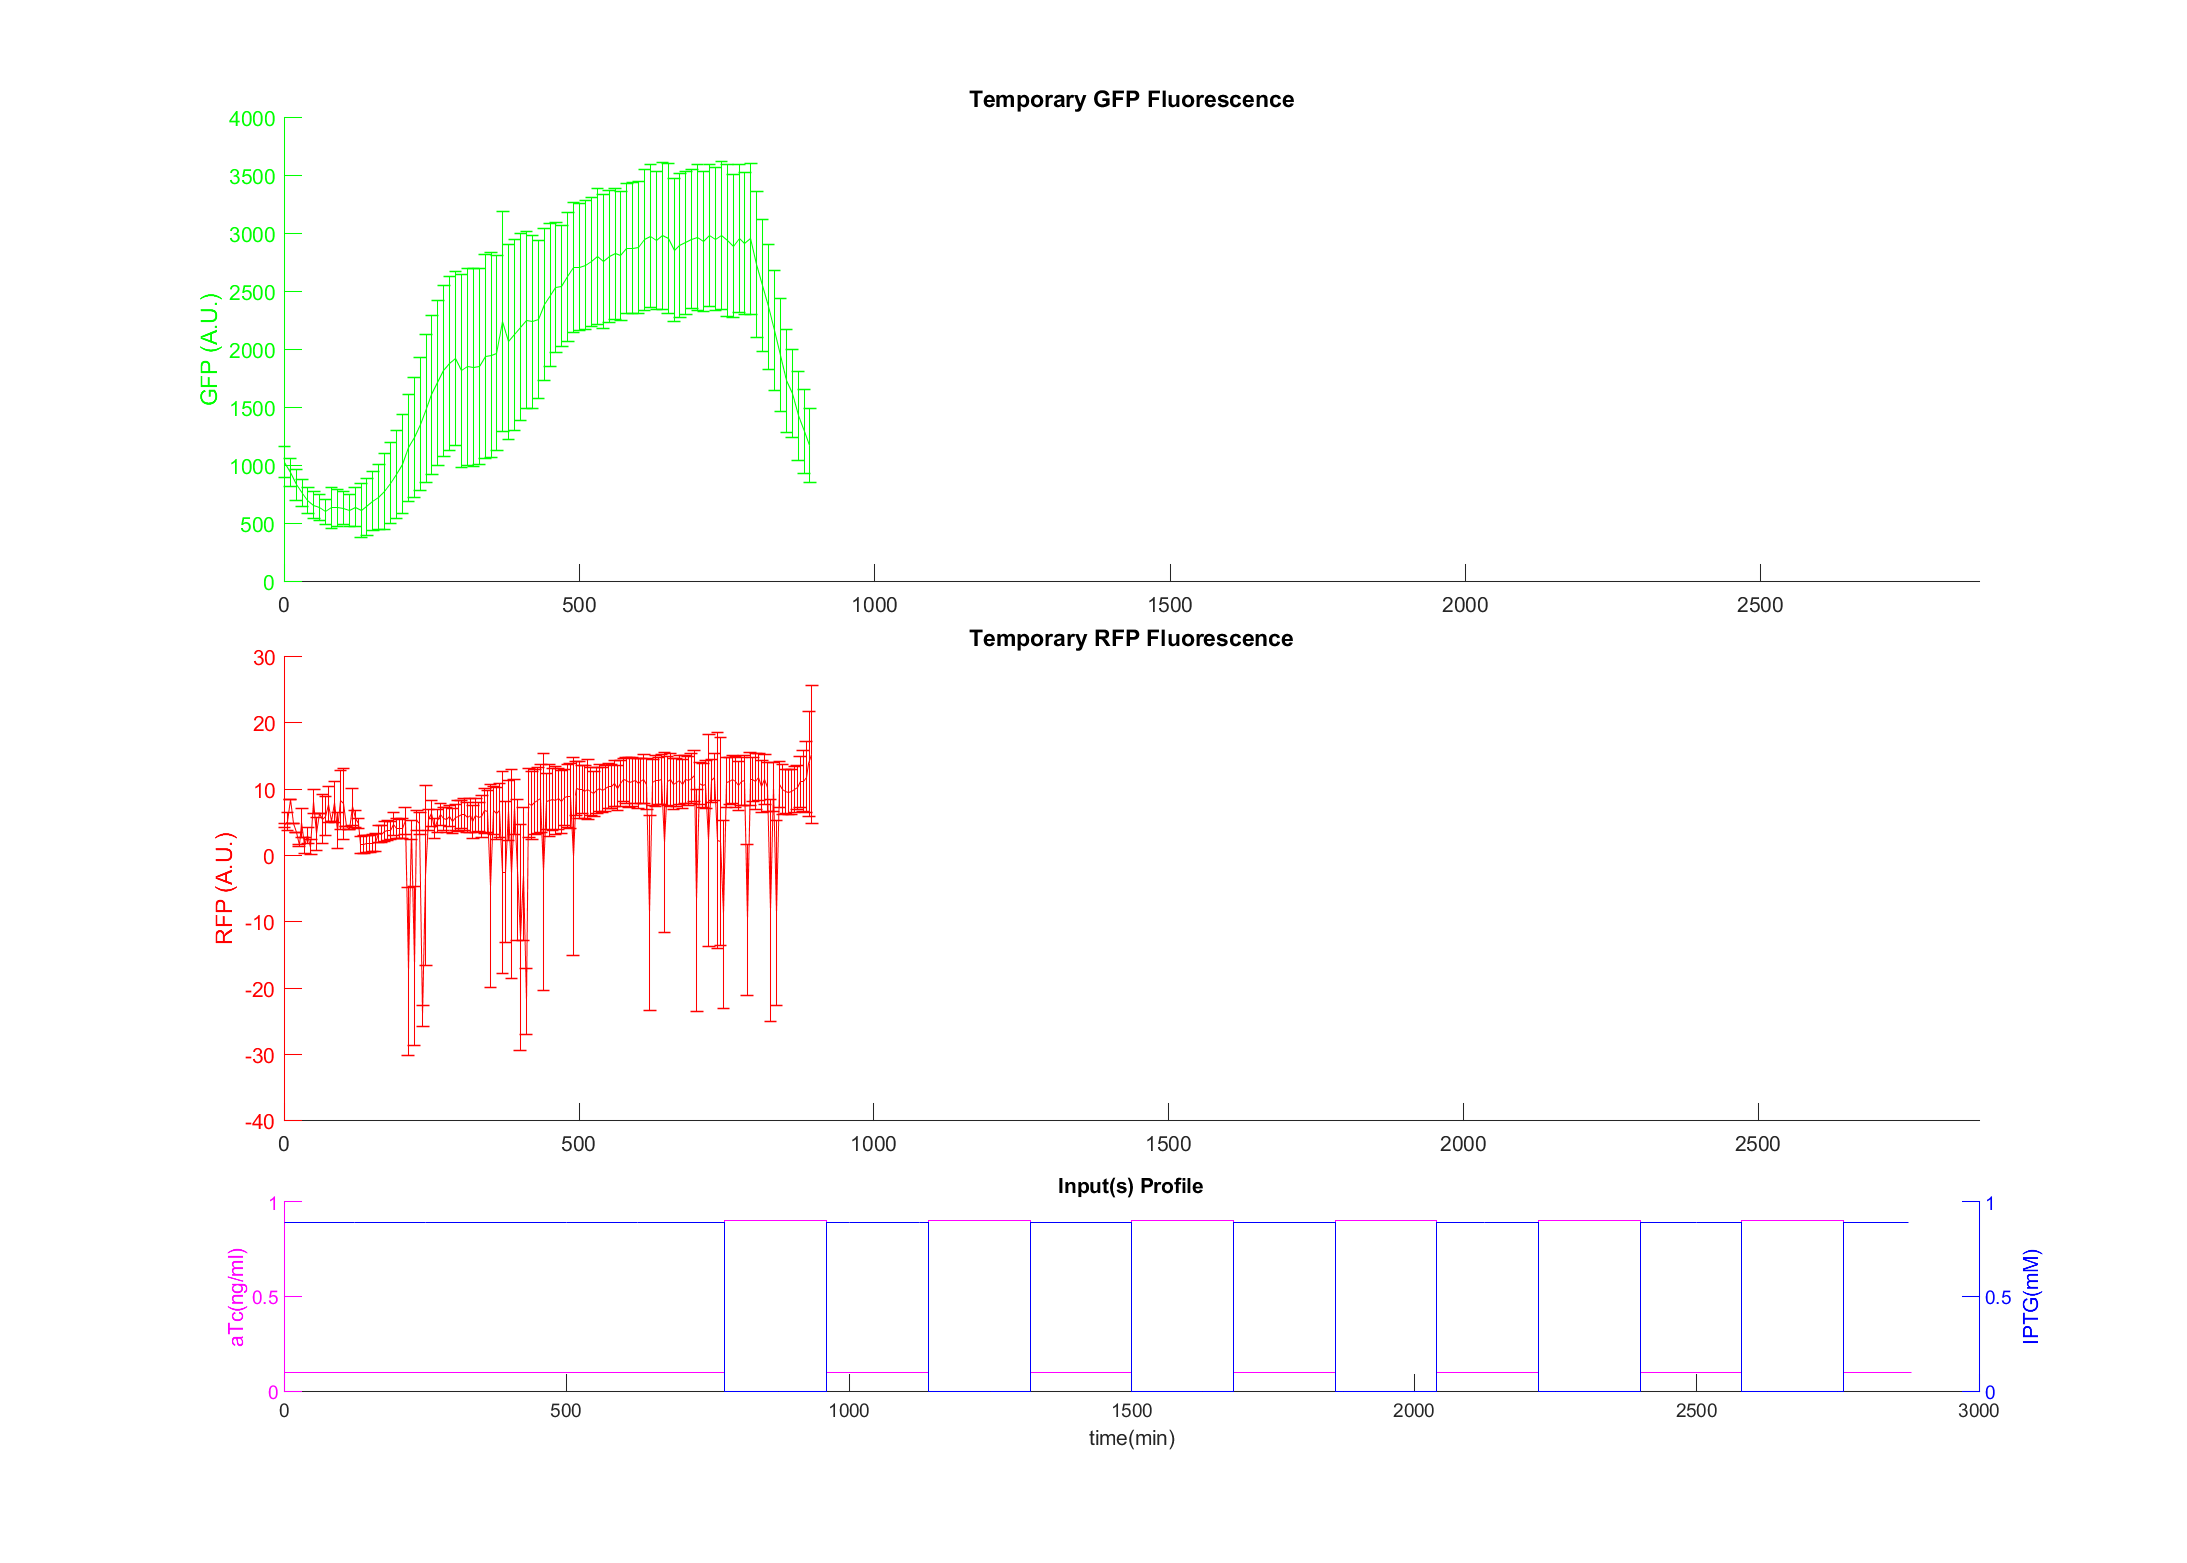 Temporary GFP Fluorescence
4000
3500
3000
2500
2000
1500
1000
500
0
GFP (A.U.)
0 500 1000 1500 2000 2500
Temporary RFP Fluorescence
30
20
10
0
-10
-20
-30
-40
RFP (A.U.)
0 500 1000 1500 2000 2500
Input(s) Profile
1
0.5
0
aTc(ng/ml)
1
0.5
0
IPTG(mM)
0 500 1000 1500 2000 2500 3000
time(min)